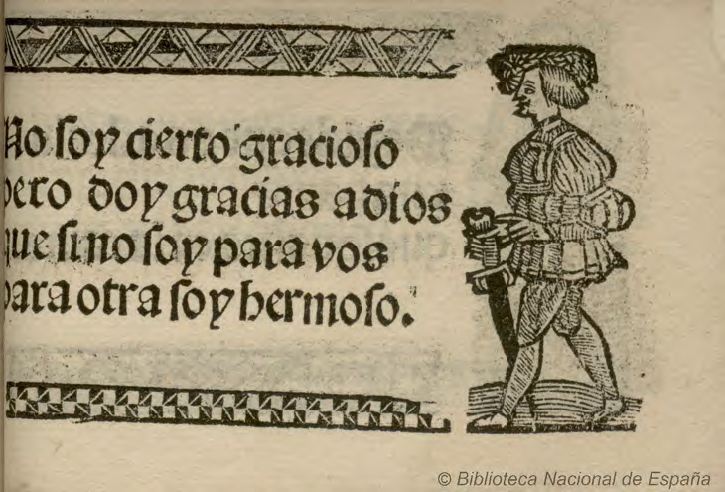 No soy cierto gracioso
pero doy gracias a dios
que si no soy para vos
para otra soy hermoso.
© Biblioteca Nacional de España